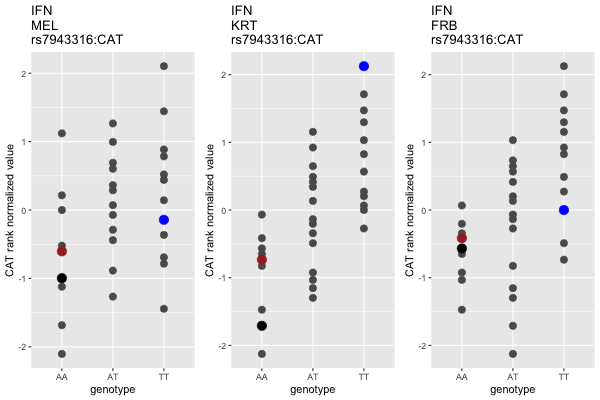 IFN
MEL
rs7943316:CAT
CAT rank normalized value
2
1
0
-1
-2
AA
AT
TT
genotype
IFN
KRT
rs7943316:CAT
CAT rank normalized value
2
1
0
-1
-2
AA
AT
TT
genotype
IFN
FRB
rs7943316:CAT
CAT rank normalized value
2
1
0
-1
-2
AA
AT
TT
genotype